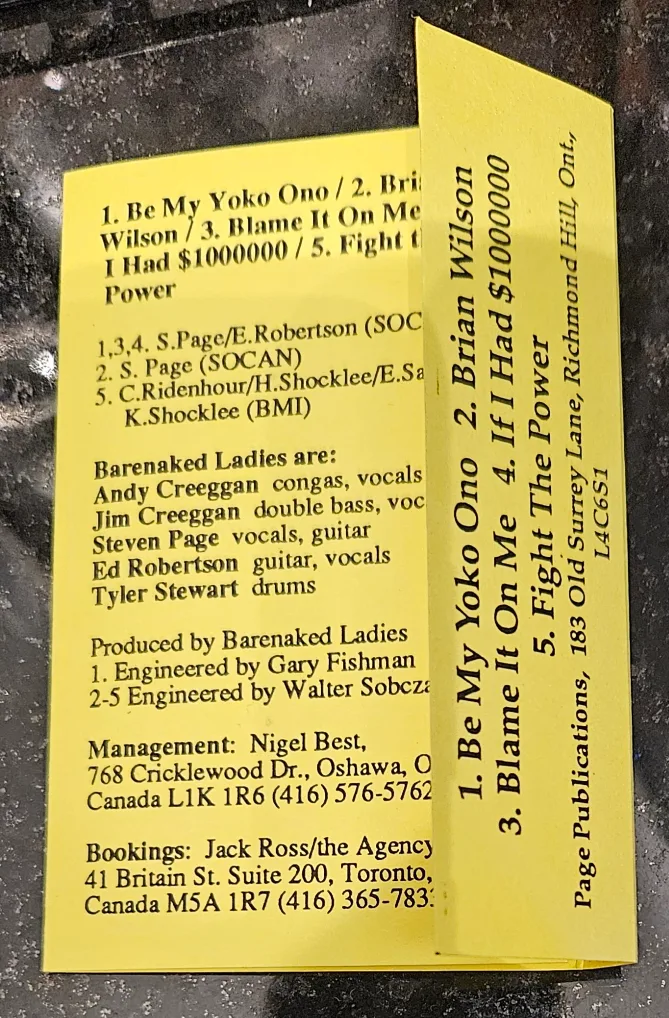 1. Be My Yoko Ono / 2. Bri
Wilson / 3. Blame It On Me
I Had $1000000 / 5. Fight t
Power
1,3,4. S.Page/E.Robertson (SOC
2. S. Page (SOCAN)
5. C.Ridenhour/H.Shocklee/E.Sa
K.Shocklee (BMI)
Barenaked Ladies are:
Andy Creeggan congas, vocals
Jim Creeggan double bass, voc
Steven Page vocals, guitar
Ed Robertson guitar, vocals
Tyler Stewart drums
Produced by Barenaked Ladies
1. Engineered by Gary Fishman
2-5 Engineered by Walter Sobcza
Management: Nigel Best,
768 Cricklewood Dr., Oshawa, O
Canada L1K 1R6 (416) 576-5762
Bookings: Jack Ross/the Agency
41 Britain St. Suite 200, Toronto,
Canada M5A 1R7 (416) 365-783
1. Be My Yoko Ono 2. Brian Wilson
3. Blame It On Me 4. If I Had $1000000
5. Fight The Power
Page Publications, 183 Old Surrey Lane, Richmond Hill, Ont.,
L4C6S1